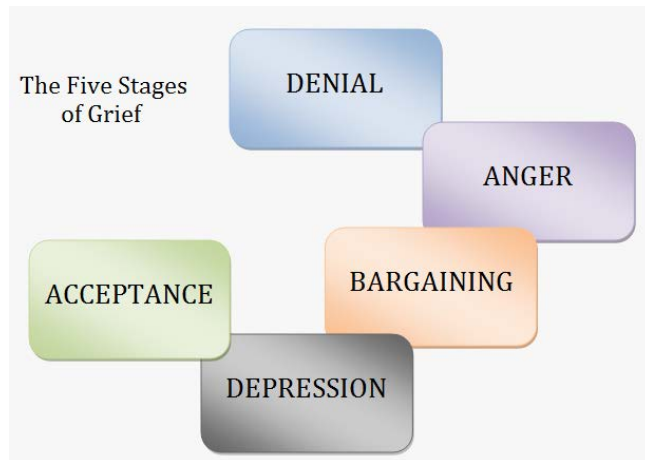 The Five Stages
of Grief
DENIAL
ANGER
BARGAINING
DEPRESSION
ACCEPTANCE